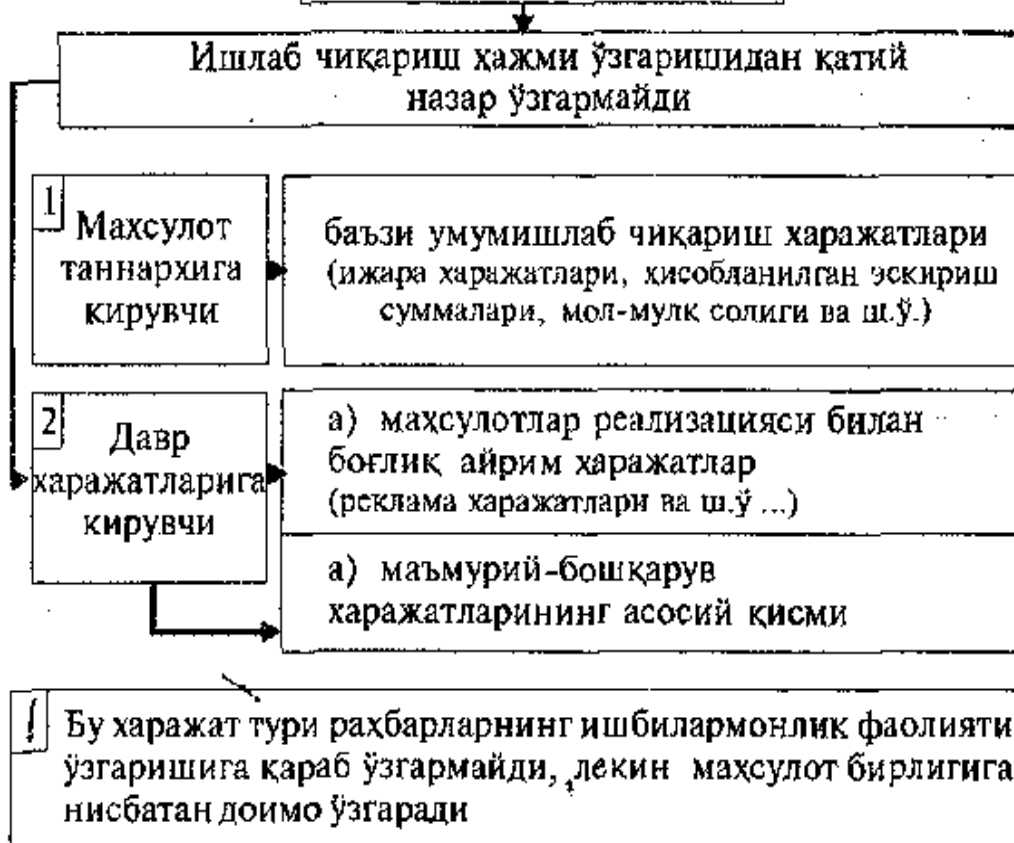 Ишлаб чиқариш ҳажми ўзгаришидан қатий
назар ўзгармайди
1
Махсулот
таннархига
кирувчи
баъзи умумишлаб чиқариш харажатлари
(ижара харажатлари, ҳисобланилган эскириш
суммалари, мол-мулк солиги ва ш.ў.)
2
Давр
харажатларига
кирувчи
а) маҳсулотлар реализацияси билан
боғлиқ айрим харажатлар
(реклама харажатлари ва ш.ў ...)
а) маъмурий-бошқарув
харажатларининг асосий қисми
!
Бу харажат тури раҳбарларнинг ишбилармонлик фаолияти
ўзгаришига қараб ўзгармайди, лекин маҳсулот бирлигига
нисбатан доимо ўзгаради